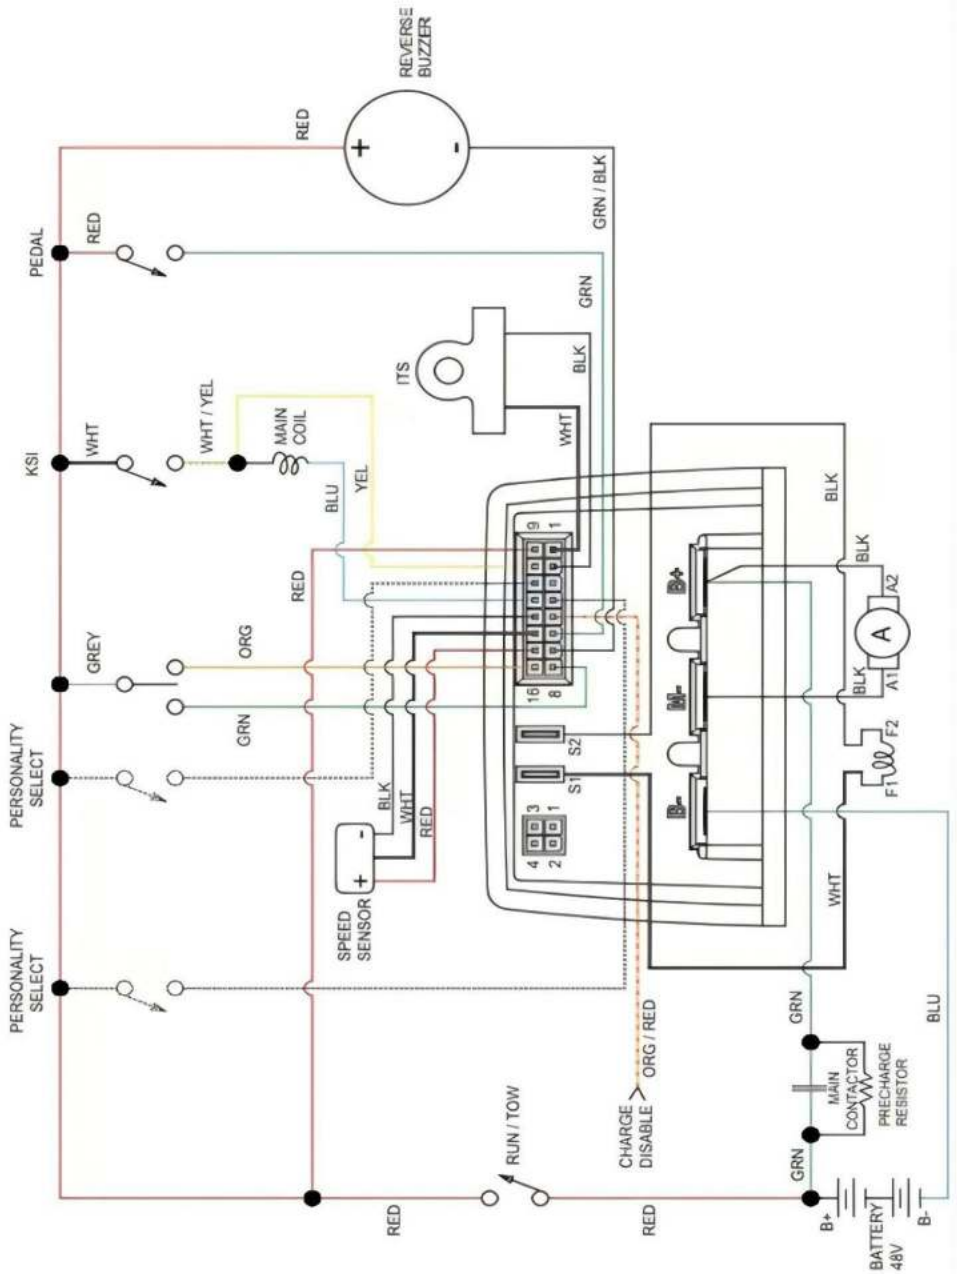 REVERSE
BUZZER
RED
+
-
GRN / BLK
PEDAL
RED
GRN
ITS
BLK
WHT
KSI
WHT
WHT / YEL
MAIN
COIL
BLU
YEL
RED
9
1
16
8
GREY
ORG
GRN
PERSONALITY
SELECT
BLK
WHT
RED
-
+
SPEED
SENSOR
S2
S1
3
1
4
2
B+
M-
B-
BLK
BLK
A2
A
A1
BLK
F2
F1
WHT
PERSONALITY
SELECT
ORG / RED
CHARGE
DISABLE
RUN / TOW
RED
RED
GRN
BLU
MAIN
CONTACTOR
PRECHARGE
RESISTOR
GRN
B+
BATTERY
48V
B-